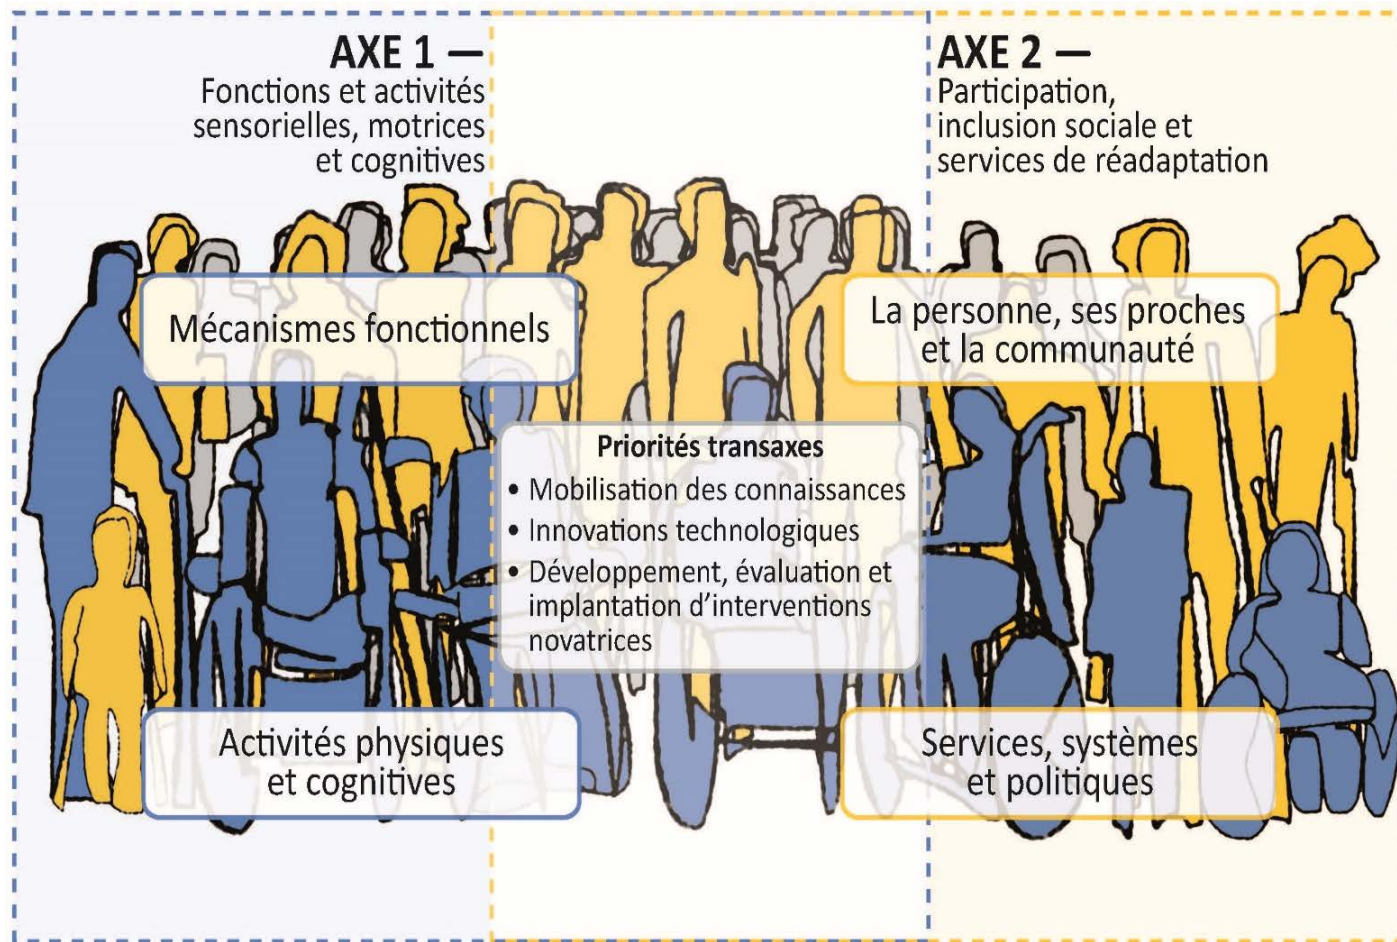 AXE 1 —
Fonctions et activités
sensorielles, motrices
et cognitives
AXE 2 —
Participation,
inclusion sociale et
services de réadaptation
Mécanismes fonctionnels
La personne, ses proches
et la communauté
Priorités transaxes
• Mobilisation des connaissances
• Innovations technologiques
• Développement, évaluation et
implantation d’interventions
novatrices
Activités physiques
et cognitives
Services, systèmes
et politiques